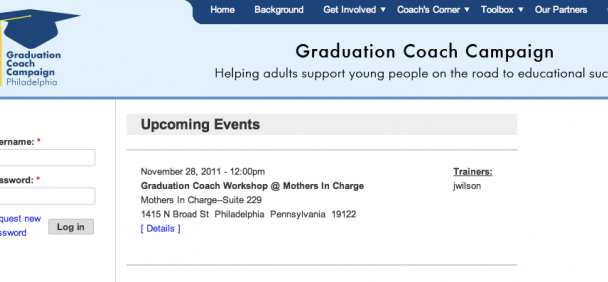 Home Background Get Involved ▼ Coach's Corner ▼ Toolbox ▼ Our Partners
Graduation
Coach
Campaign
Philadelphia
Graduation Coach Campaign
Helping adults support young people on the road to educational suc
Upcoming Events
ername: *
ssword: *
quest new
ssword
Log in
November 28, 2011 - 12:00pm
Graduation Coach Workshop @ Mothers In Charge
Mothers In Charge--Suite 229
1415 N Broad St Philadelphia Pennsylvania 19122
[ Details ]
Trainers:
jwilson